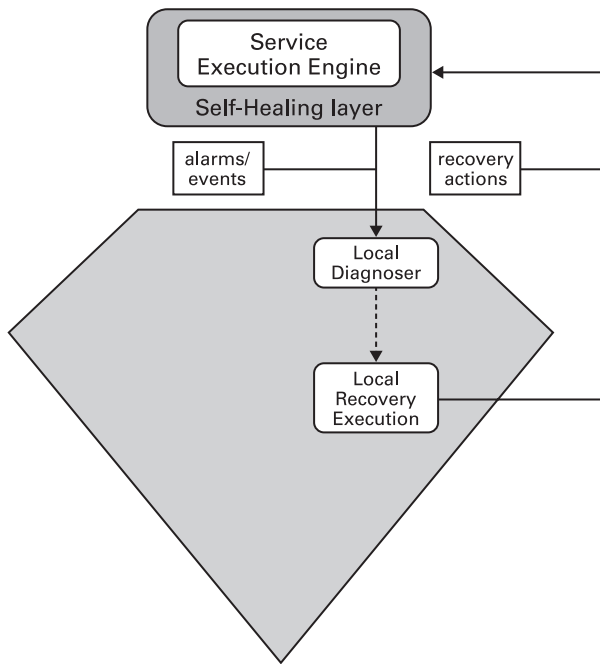 Service
Execution Engine
Self-Healing layer
alarms/
events
recovery
actions
Local
Diagnoser
Local
Recovery
Execution